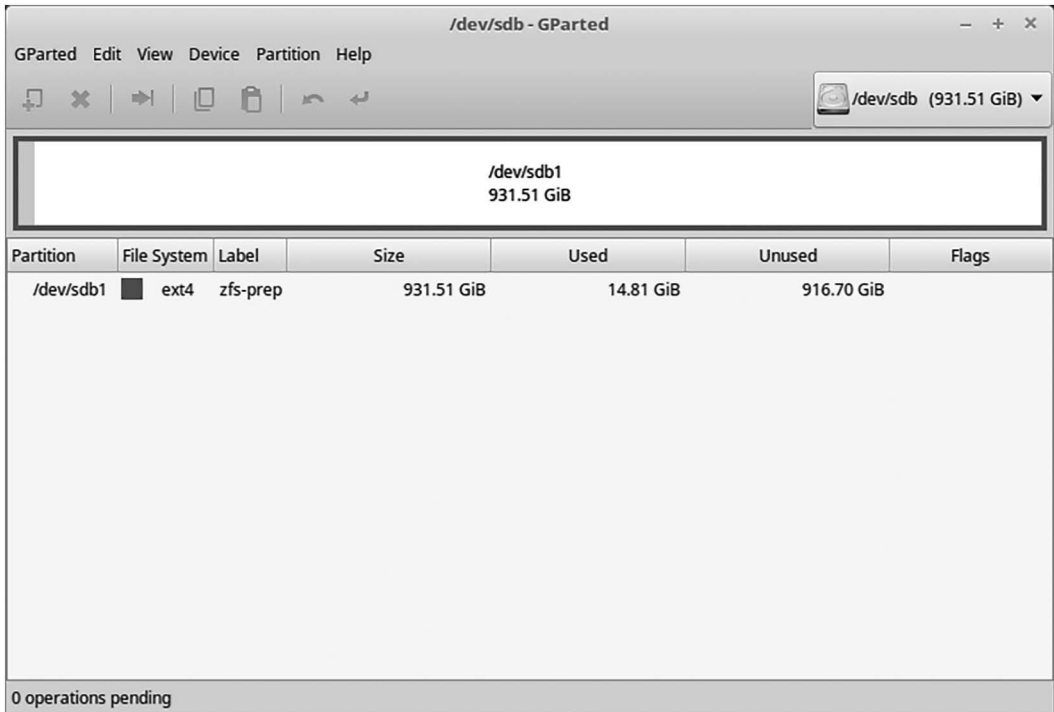 /dev/sdb - GParted
GParted Edit View Device Partition Help
/dev/sdb (931.51 GiB)
/dev/sdb1
931.51 GiB
Partition File System Label Size Used Unused Flags
/dev/sdb1 ext4 zfs-prep 931.51 GiB 14.81 GiB 916.70 GiB
0 operations pending